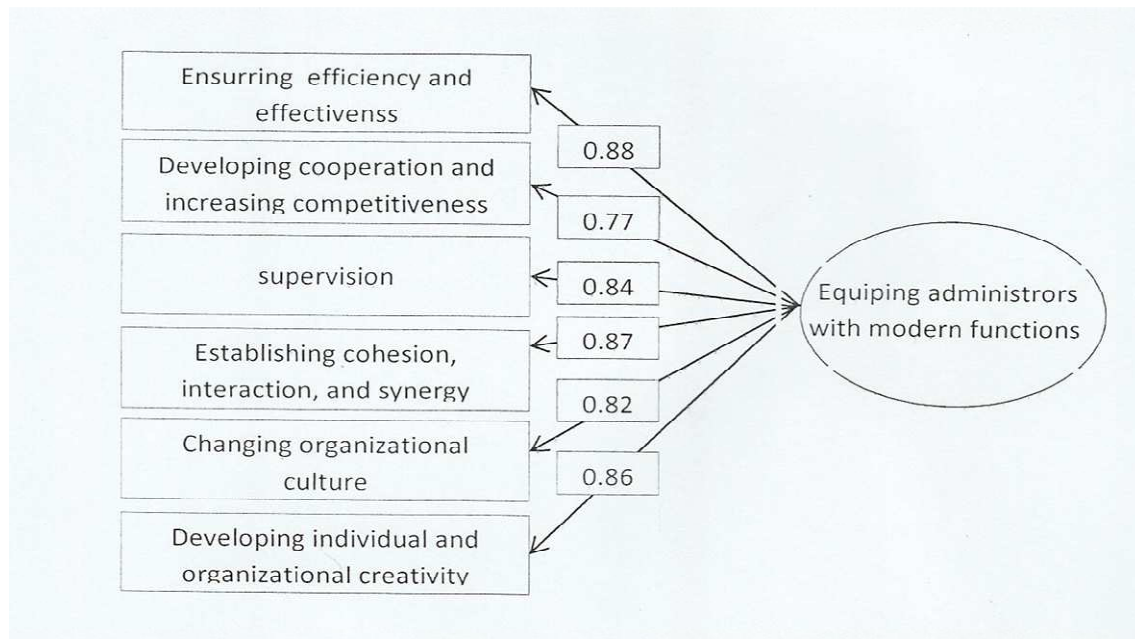 Ensurring efficiency and
effectivenss
0.88
Developing cooperation and
increasing competitiveness
0.77
supervision
0.84
Equiping administrors
with modern functions
Establishing cohesion,
interaction, and synergy
0.87
0.82
Changing organizational
culture
0.86
Developing individual and
organizational creativity